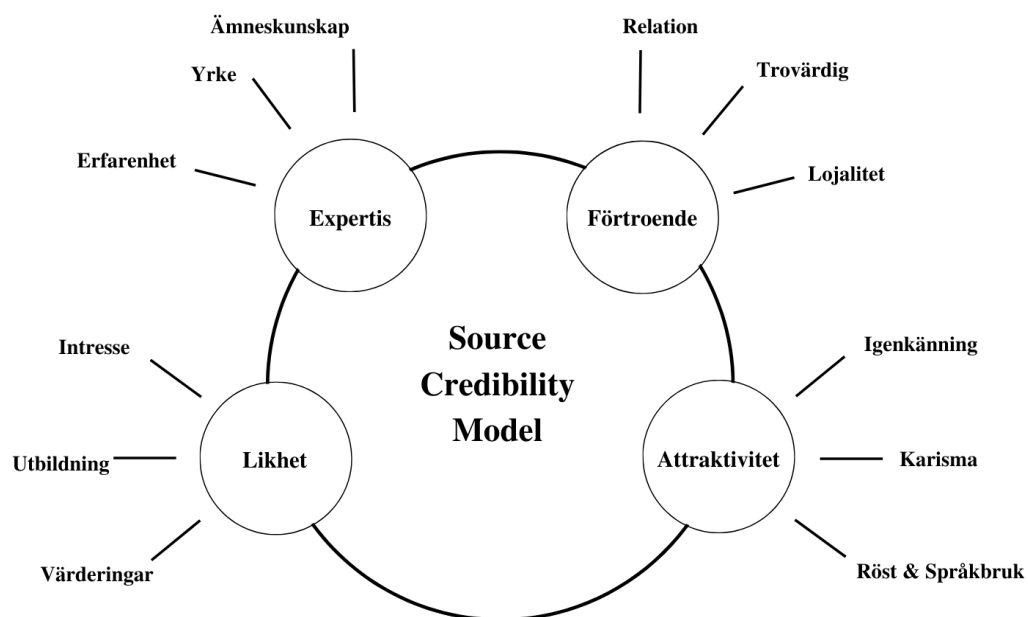 Ämneskunskap
Yrke
Erfarenhet
Expertis
Relation
Trovärdig
Lojalitet
Förtroende
Source
Credibility
Model
Intresse
Utbildning
Värderingar
Likhet
Attraktivitet
Igenkänning
Karisma
Röst & Språkbruk